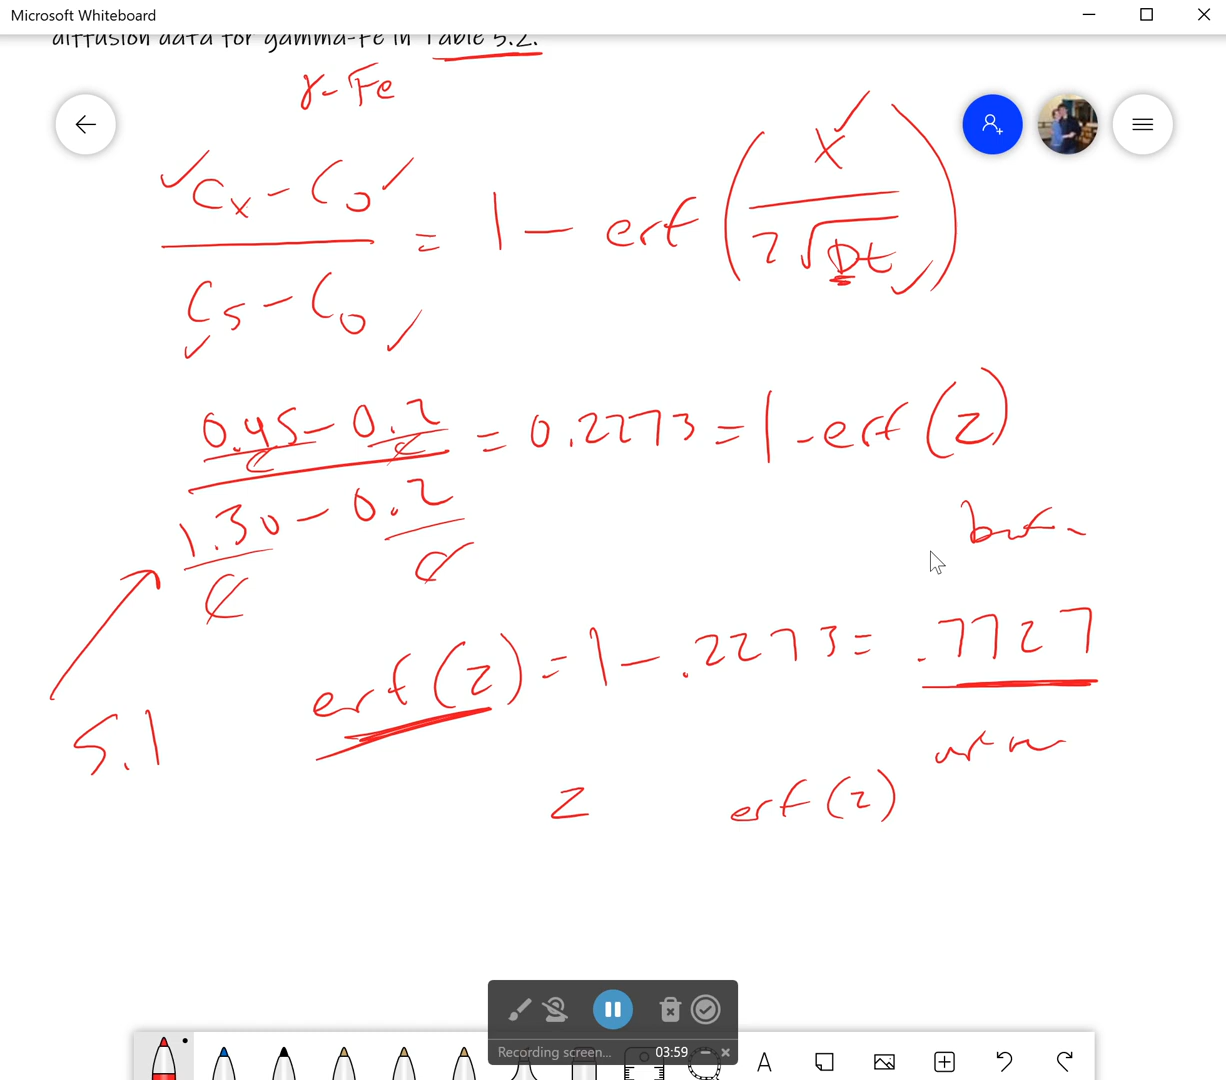 Microsoft Whiteboard
diffusion data for gamma-Fe in Table 5.2.
γ-Fe
Cx - C0 / Cs - C0 = 1 - erf ( x / 2√Dt )
0.45 - 0.2 / 1.30 - 0.2 = 0.2273 = 1 - erf(z)
erf(z) = 1 - .2273 = .7727
5.1
z erf(z)
Recording screen... 03:59